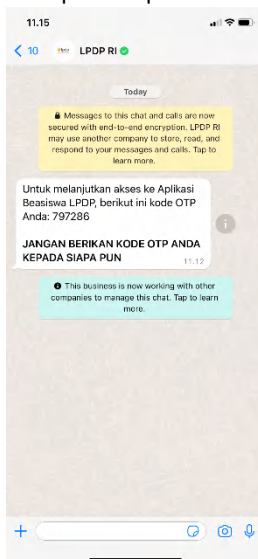 11.15
10
LPDP RI
Today
Messages to this chat and calls are now
secured with end-to-end encryption. LPDP RI
may use another company to store, read, and
respond to your messages and calls. Tap to
learn more.
Untuk melanjutkan akses ke Aplikasi
Beasiswa LPDP, berikut ini kode OTP
Anda: 797286
JANGAN BERIKAN KODE OTP ANDA
KEPADA SIAPA PUN
11.12
This business is now working with other
companies to manage this chat. Tap to learn
more.